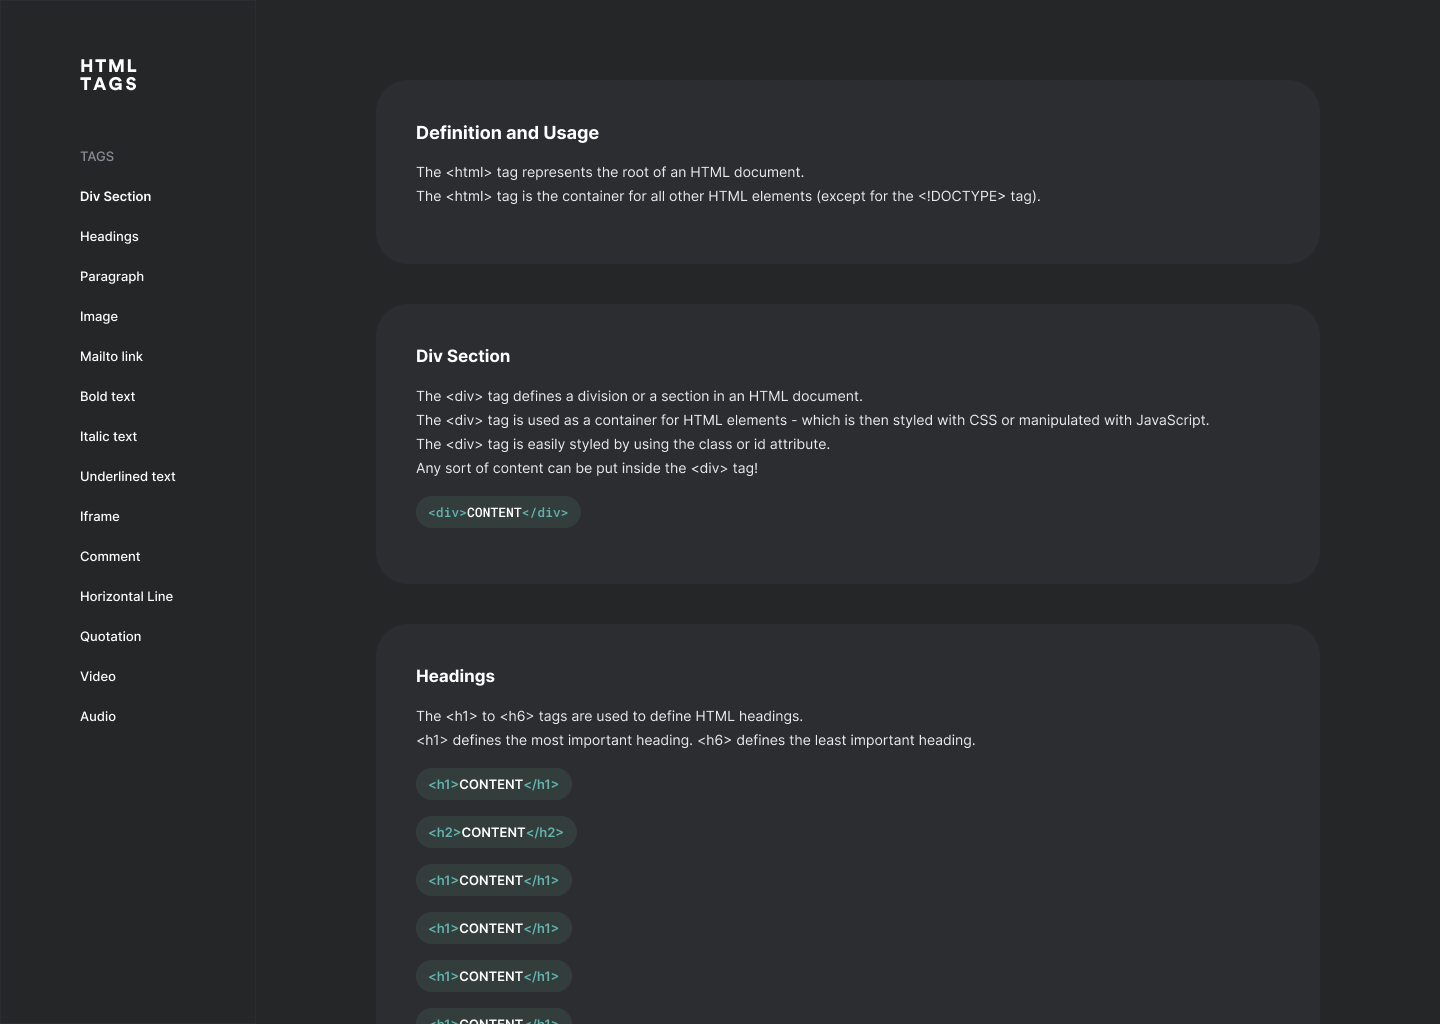 HTML
TAGS
TAGS
Div Section
Headings
Paragraph
Image
Mailto link
Bold text
Italic text
Underlined text
Iframe
Comment
Horizontal Line
Quotation
Video
Audio
Definition and Usage
The <html> tag represents the root of an HTML document.
The <html> tag is the container for all other HTML elements (except for the <!DOCTYPE> tag).
Div Section
The <div> tag defines a division or a section in an HTML document.
The <div> tag is used as a container for HTML elements - which is then styled with CSS or manipulated with JavaScript.
The <div> tag is easily styled by using the class or id attribute.
Any sort of content can be put inside the <div> tag!
<div>CONTENT</div>
Headings
The <h1> to <h6> tags are used to define HTML headings.
<h1> defines the most important heading. <h6> defines the least important heading.
<h1>CONTENT</h1>
<h2>CONTENT</h2>
<h1>CONTENT</h1>
<h1>CONTENT</h1>
<h1>CONTENT</h1>
<h1>CONTENT</h1>